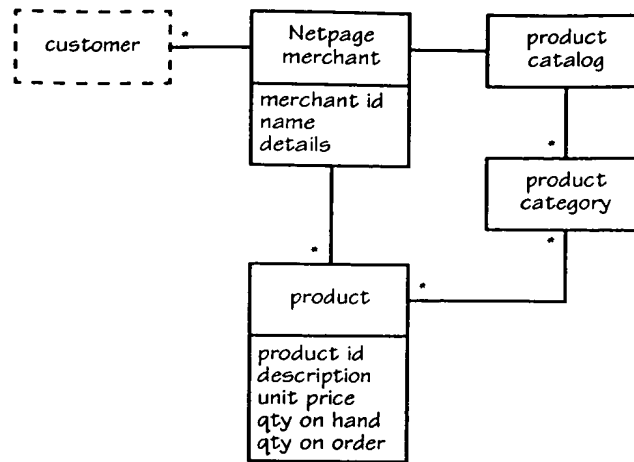 customer
*
Netpage
merchant
merchant id
name
details
product
catalog
*
product
category
*
*
*
product
product id
description
unit price
qty on hand
qty on order